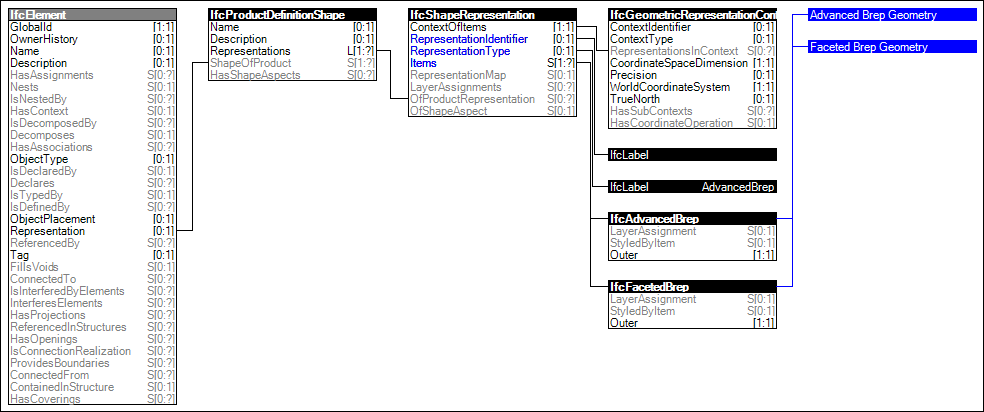 IfcElement
GlobalId [1:1]
OwnerHistory [0:1]
Name [0:1]
Description [0:1]
HasAssignments S[0:?]
Nests S[0:1]
IsNestedBy S[0:?]
HasContext S[0:1]
IsDecomposedBy S[0:?]
Decomposes S[0:1]
HasAssociations S[0:?]
ObjectType [0:1]
IsDeclaredBy S[0:1]
Declares S[0:?]
IsTypedBy S[0:1]
IsDefinedBy S[0:?]
ObjectPlacement [0:1]
Representation [0:1]
ReferencedBy S[0:?]
Tag [0:1]
FillsVoids S[0:1]
ConnectedTo S[0:?]
IsInterferedByElements S[0:?]
InterferesElements S[0:?]
HasProjections S[0:?]
ReferencedInStructures S[0:?]
HasOpenings S[0:?]
IsConnectionRealization S[0:?]
ProvidesBoundaries S[0:?]
ConnectedFrom S[0:?]
ContainedInStructure S[0:1]
HasCoverings S[0:?]
IfcProductDefinitionShape
Name [0:1]
Description [0:1]
Representations L[1:?]
ShapeOfProduct S[1:?]
HasShapeAspects S[0:?]
IfcShapeRepresentation
ContextOfItems [1:1]
RepresentationIdentifier [0:1]
RepresentationType [0:1]
Items S[1:?]
RepresentationMap S[0:1]
LayerAssignments S[0:?]
OfProductRepresentation S[0:?]
OfShapeAspect S[0:1]
IfcGeometricRepresentationCont
ContextIdentifier [0:1]
ContextType [0:1]
RepresentationsInContext S[0:?]
CoordinateSpaceDimension [1:1]
Precision [0:1]
WorldCoordinateSystem [1:1]
TrueNorth [0:1]
HasSubContexts S[0:?]
HasCoordinateOperation S[0:1]
IfcLabel
IfcLabel AdvancedBrep
IfcAdvancedBrep
LayerAssignment S[0:1]
StyledByItem S[0:1]
Outer [1:1]
IfcFacetedBrep
LayerAssignment S[0:1]
StyledByItem S[0:1]
Outer [1:1]
Advanced Brep Geometry
Faceted Brep Geometry